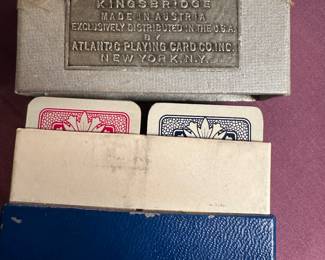 KINGSBRIDGE
MADE IN AUSTRIA
EXCLUSIVELY DISTRIBUTED IN THE U.S.A.
BY
ATLANTIC PLAYING CARD CO. INC.
NEW YORK. N.Y.